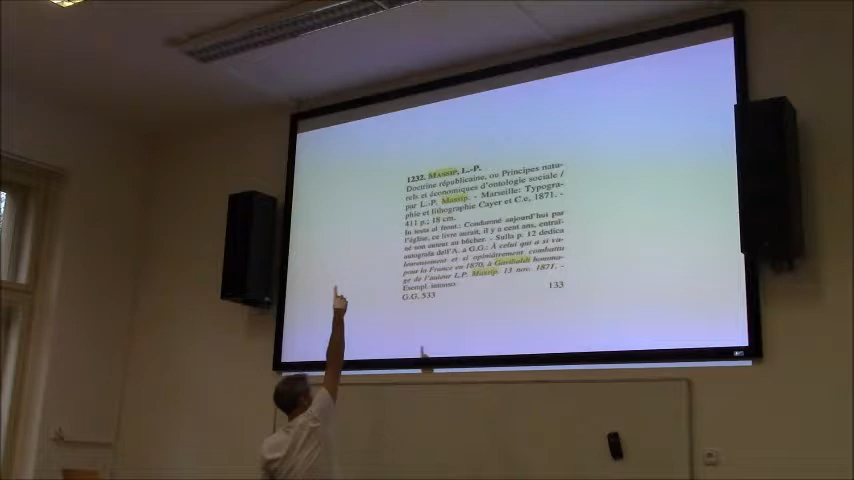 1232. MASSIP, L.-P.
Doctrine républicaine, ou Principes natu-
rels et économiques d'ontologie sociale /
par L.-P. Massip. - Marseille: Typogra-
phie et lithographie Cayer et C.e, 1871. -
411 p.; 18 cm.
In testa al front.: Condamné aujourd'hui par
l'église, ce livre aurait, il y a cent ans, entraî-
né son auteur au bûcher. - Sulla p. 12 dedica
autografa dell'A. a G.G.: À celui qui a si va-
leureusement et si opiniâtrement combattu
pour la France en 1870, à Garibaldi homma-
ge de l'auteur L.P. Massip. 13 nov. 1871. -
Esempl. intonso
G.G. 533
133